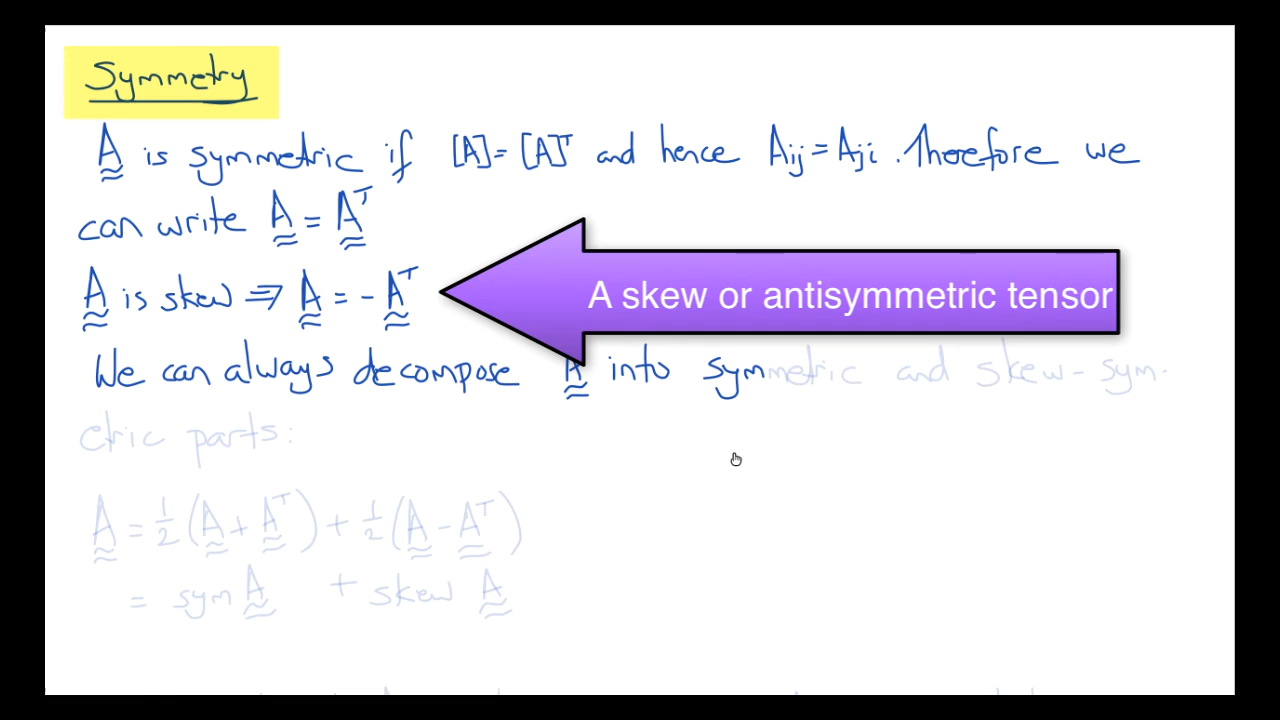 Symmetry
A is symmetric if [A]=[A]ᵀ and hence Aij = Aji. Therefore we
can write A = Aᵀ
A is skew ⇒ A = -Aᵀ
A skew or antisymmetric tensor
We can always decompose A into symmetric and skew-sym.
etric parts:
A = 1/2 (A + Aᵀ) + 1/2 (A - Aᵀ)
= sym A + skew A